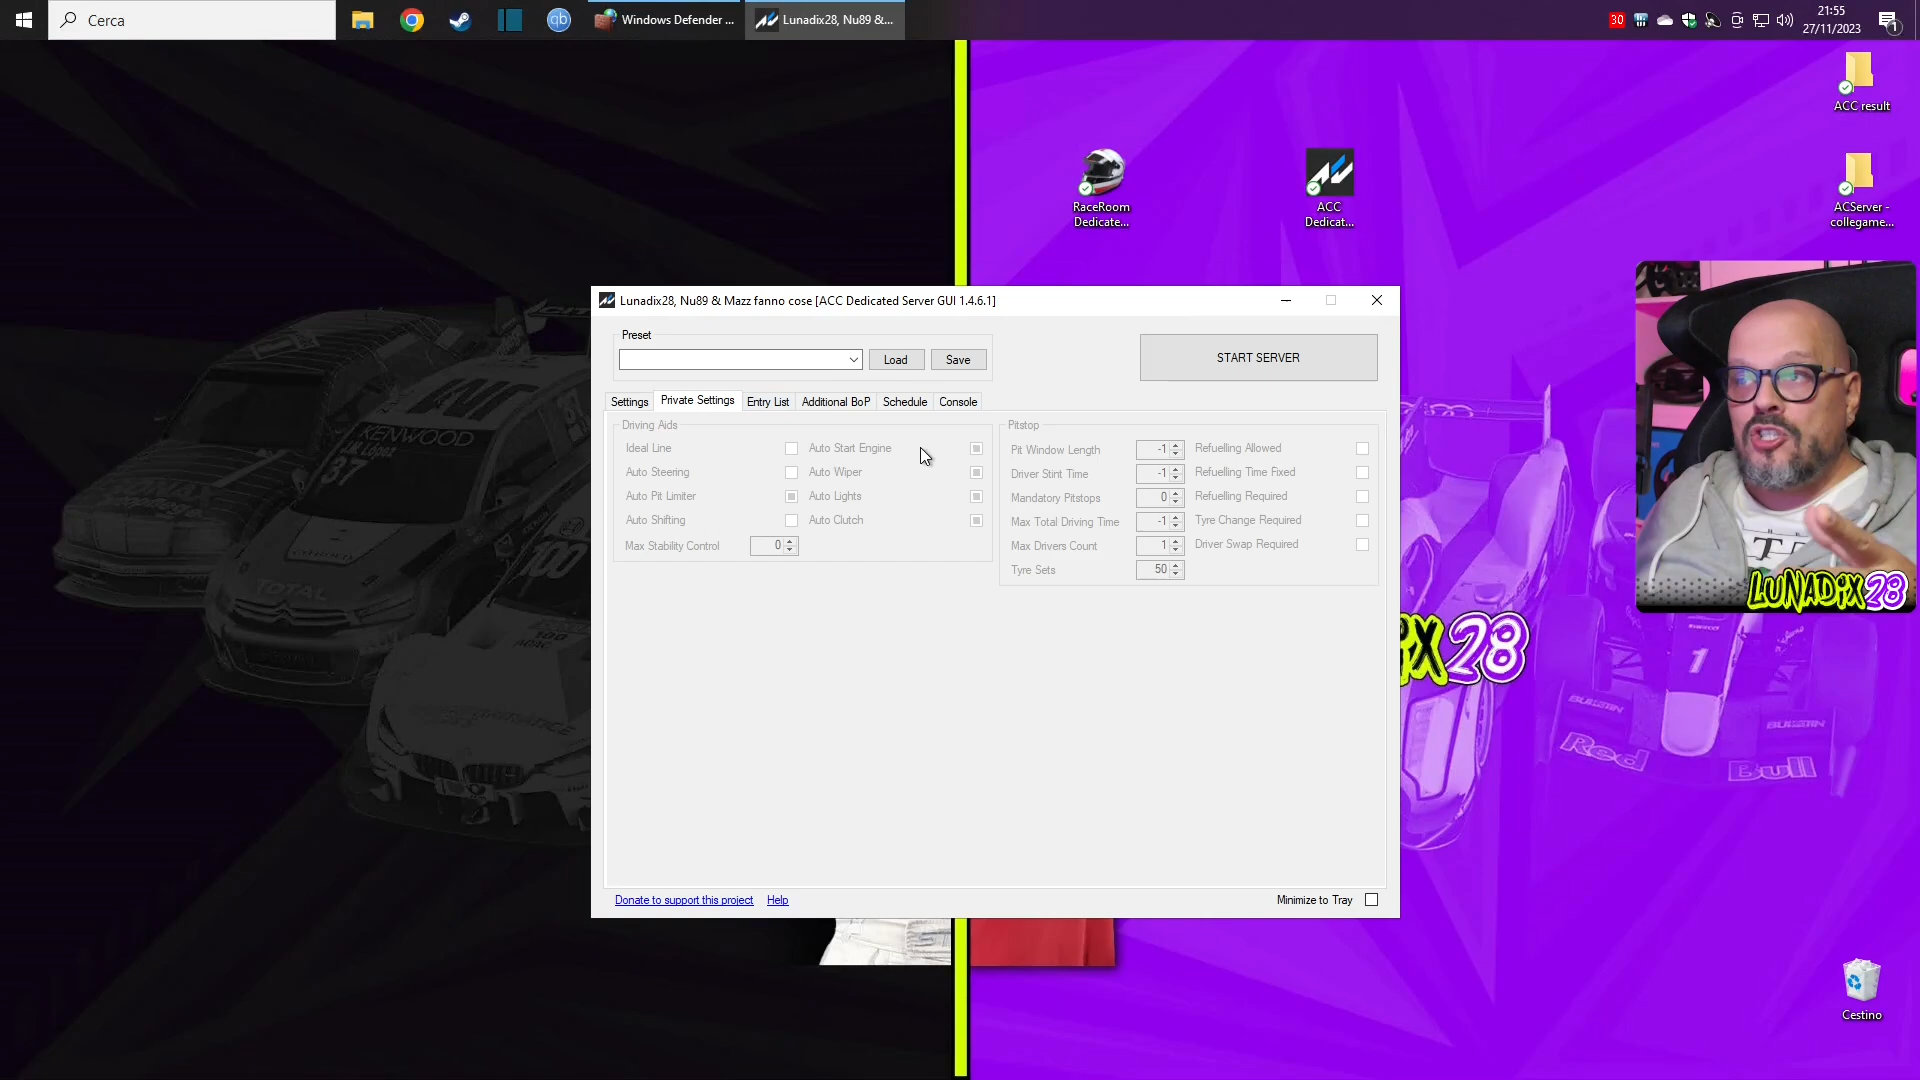 Cerca
Windows Defender ...
Lunadix28, Nu89 &...
30
21:55
27/11/2023
1
ACC result
RaceRoom
Dedicate...
ACC
Dedicat...
ACServer -
collegame...
Lunadix28, Nu89 & Mazz fanno cose [ACC Dedicated Server GUI 1.4.6.1]
Preset
Load
Save
START SERVER
Settings
Private Settings
Entry List
Additional BoP
Schedule
Console
Driving Aids
Ideal Line
Auto Start Engine
Auto Steering
Auto Wiper
Auto Pit Limiter
Auto Lights
Auto Shifting
Auto Clutch
Max Stability Control
0
Pitstop
Pit Window Length
-1
Refuelling Allowed
Driver Stint Time
-1
Refuelling Time Fixed
Mandatory Pitstops
0
Refuelling Required
Max Total Driving Time
-1
Tyre Change Required
Max Drivers Count
1
Driver Swap Required
Tyre Sets
50
Donate to support this project
Help
Minimize to Tray
LUNADIX28
iX28
KENWOOD
37
TOTAL
100
1
Red
Bull
Cestino